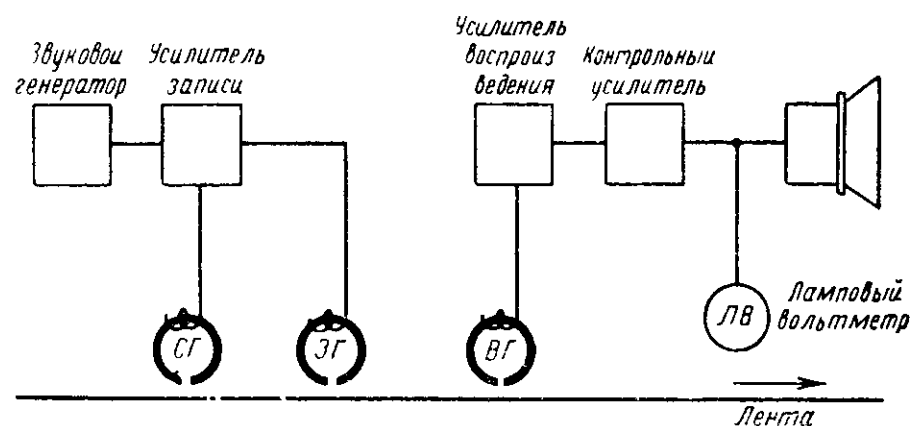 Звуковой
генератор
Усилитель
записи
Усилитель
воспроиз
ведения
Контрольный
усилитель
СГ
ЗГ
ВГ
ЛВ
Ламповый
вольтметр
Лента